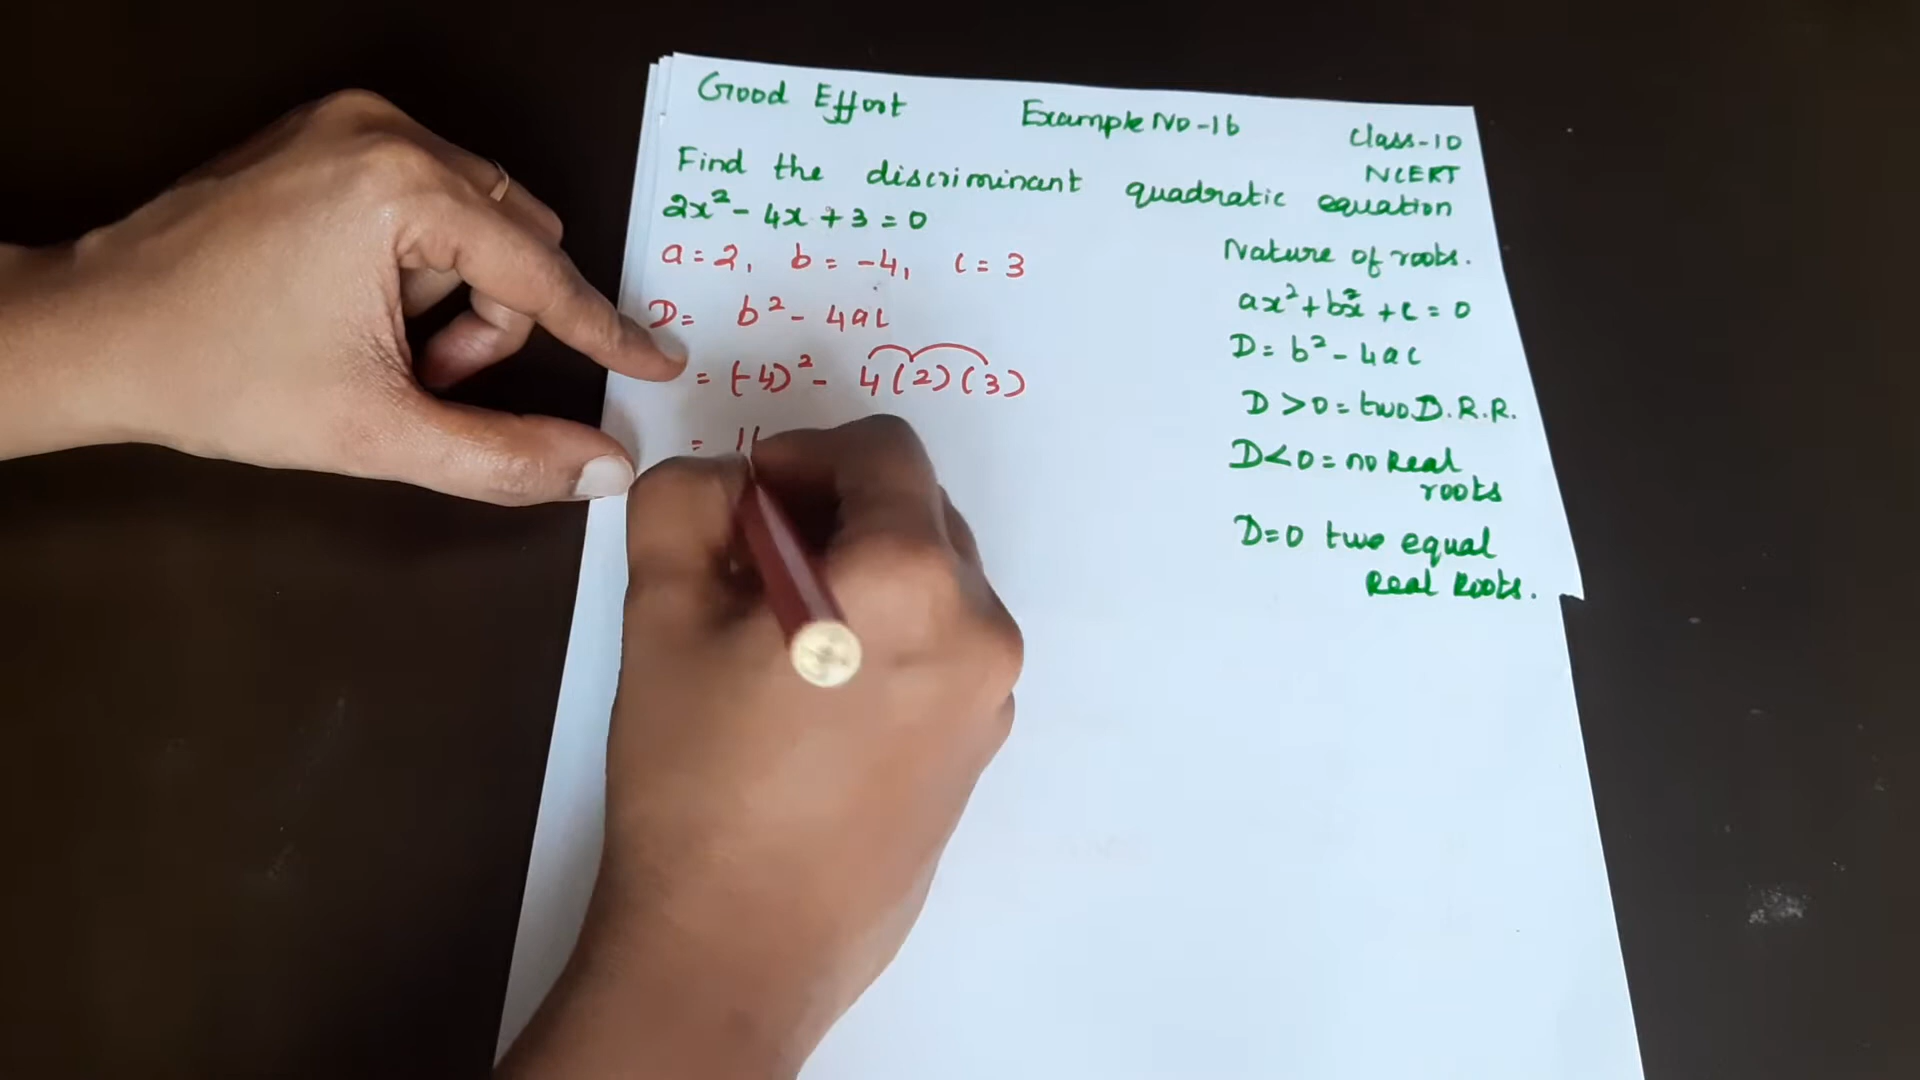 Good Effort Example No-16 Class-10
NCERT
Find the discriminant quadratic equation
2x² - 4x + 3 = 0
a = 2, b = -4, c = 3
D = b² - 4ac
= (-4)² - 4(2)(3)
=
Nature of roots.
ax² + bx² + c = 0
D = b² - 4ac
D > 0 = two D.R.R.
D < 0 = no Real
roots
D = 0 two equal
Real Roots.